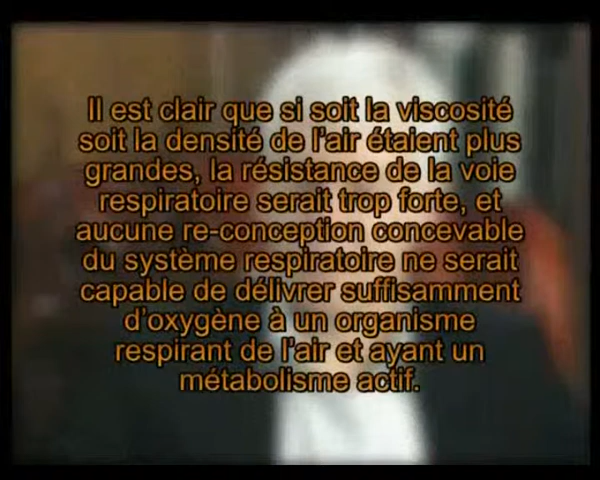 Il est clair que si soit la viscosité
soit la densité de l'air étaient plus
grandes, la résistance de la voie
respiratoire serait trop forte, et
aucune re-conception concevable
du système respiratoire ne serait
capable de délivrer suffisamment
d'oxygène à un organisme
respirant de l'air et ayant un
métabolisme actif.